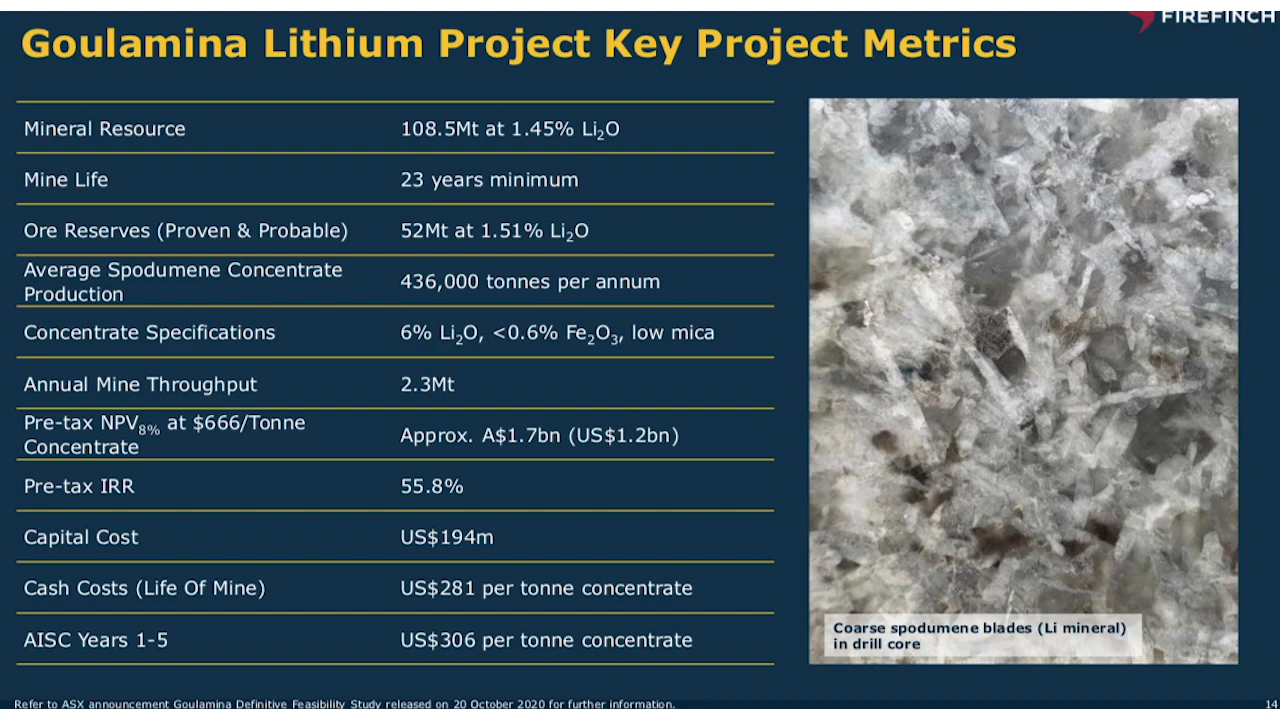 FIREFINCH
Goulamina Lithium Project Key Project Metrics
Mineral Resource 108.5Mt at 1.45% Li₂O
Mine Life 23 years minimum
Ore Reserves (Proven & Probable) 52Mt at 1.51% Li₂O
Average Spodumene Concentrate
Production 436,000 tonnes per annum
Concentrate Specifications 6% Li₂O, <0.6% Fe₂O₃, low mica
Annual Mine Throughput 2.3Mt
Pre-tax NPV₈% at $666/Tonne
Concentrate Approx. A$1.7bn (US$1.2bn)
Pre-tax IRR 55.8%
Capital Cost US$194m
Cash Costs (Life Of Mine) US$281 per tonne concentrate
AISC Years 1-5 US$306 per tonne concentrate
Coarse spodumene blades (Li mineral)
in drill core
Refer to ASX announcement Goulamina Definitive Feasibility Study released on 20 October 2020 for further information.
14